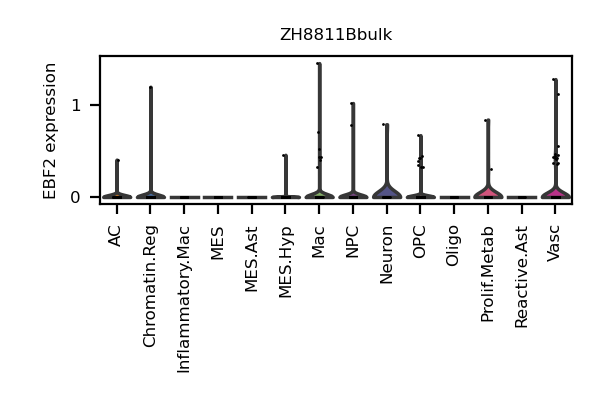 ZH8811Bbulk
EBF2 expression
1
0
AC
Chromatin.Reg
Inflammatory.Mac
MES
MES.Ast
MES.Hyp
Mac
NPC
Neuron
OPC
Oligo
Prolif.Metab
Reactive.Ast
Vasc